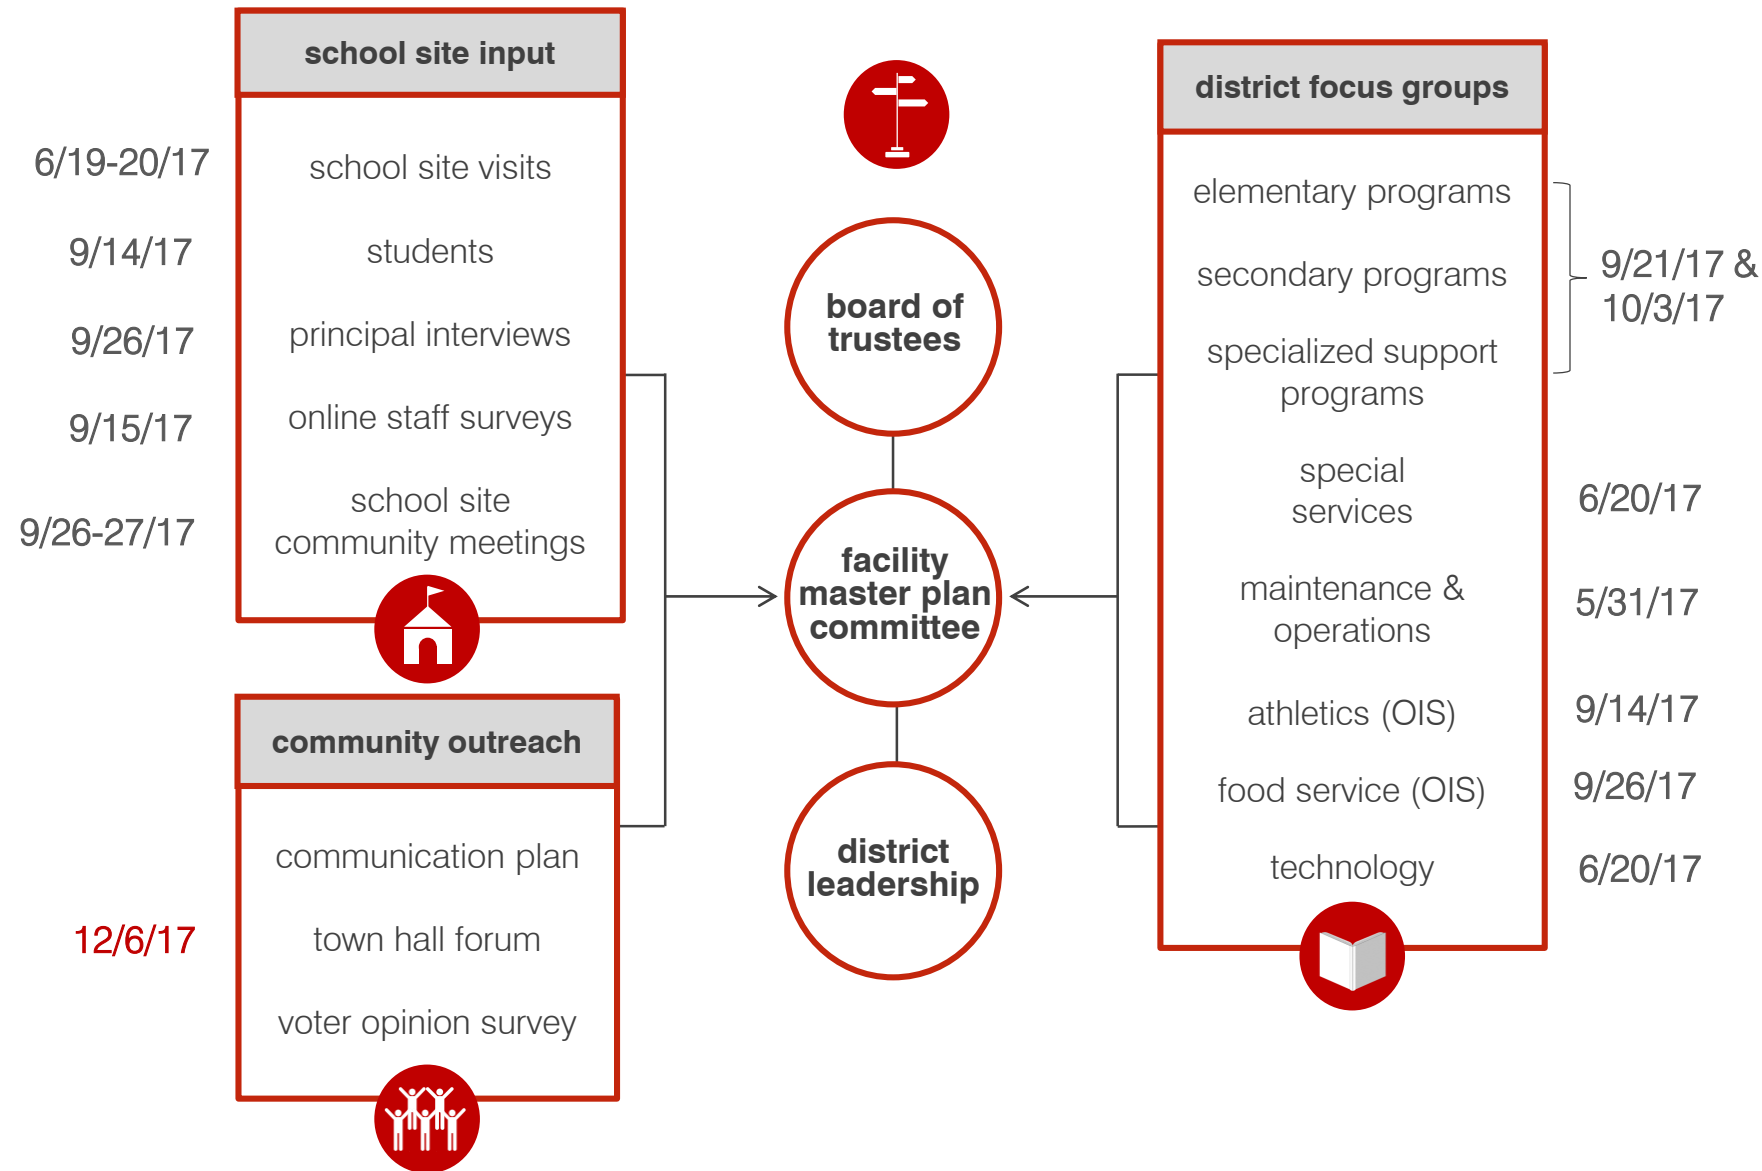 school site input
6/19-20/17
school site visits
9/14/17
students
9/26/17
principal interviews
9/15/17
online staff surveys
9/26-27/17
school site
community meetings
community outreach
communication plan
12/6/17
town hall forum
voter opinion survey
board of
trustees
facility
master plan
committee
district
leadership
district focus groups
elementary programs
secondary programs
specialized support
programs
9/21/17 &
10/3/17
special
services
6/20/17
maintenance &
operations
5/31/17
athletics (OIS)
9/14/17
food service (OIS)
9/26/17
technology
6/20/17